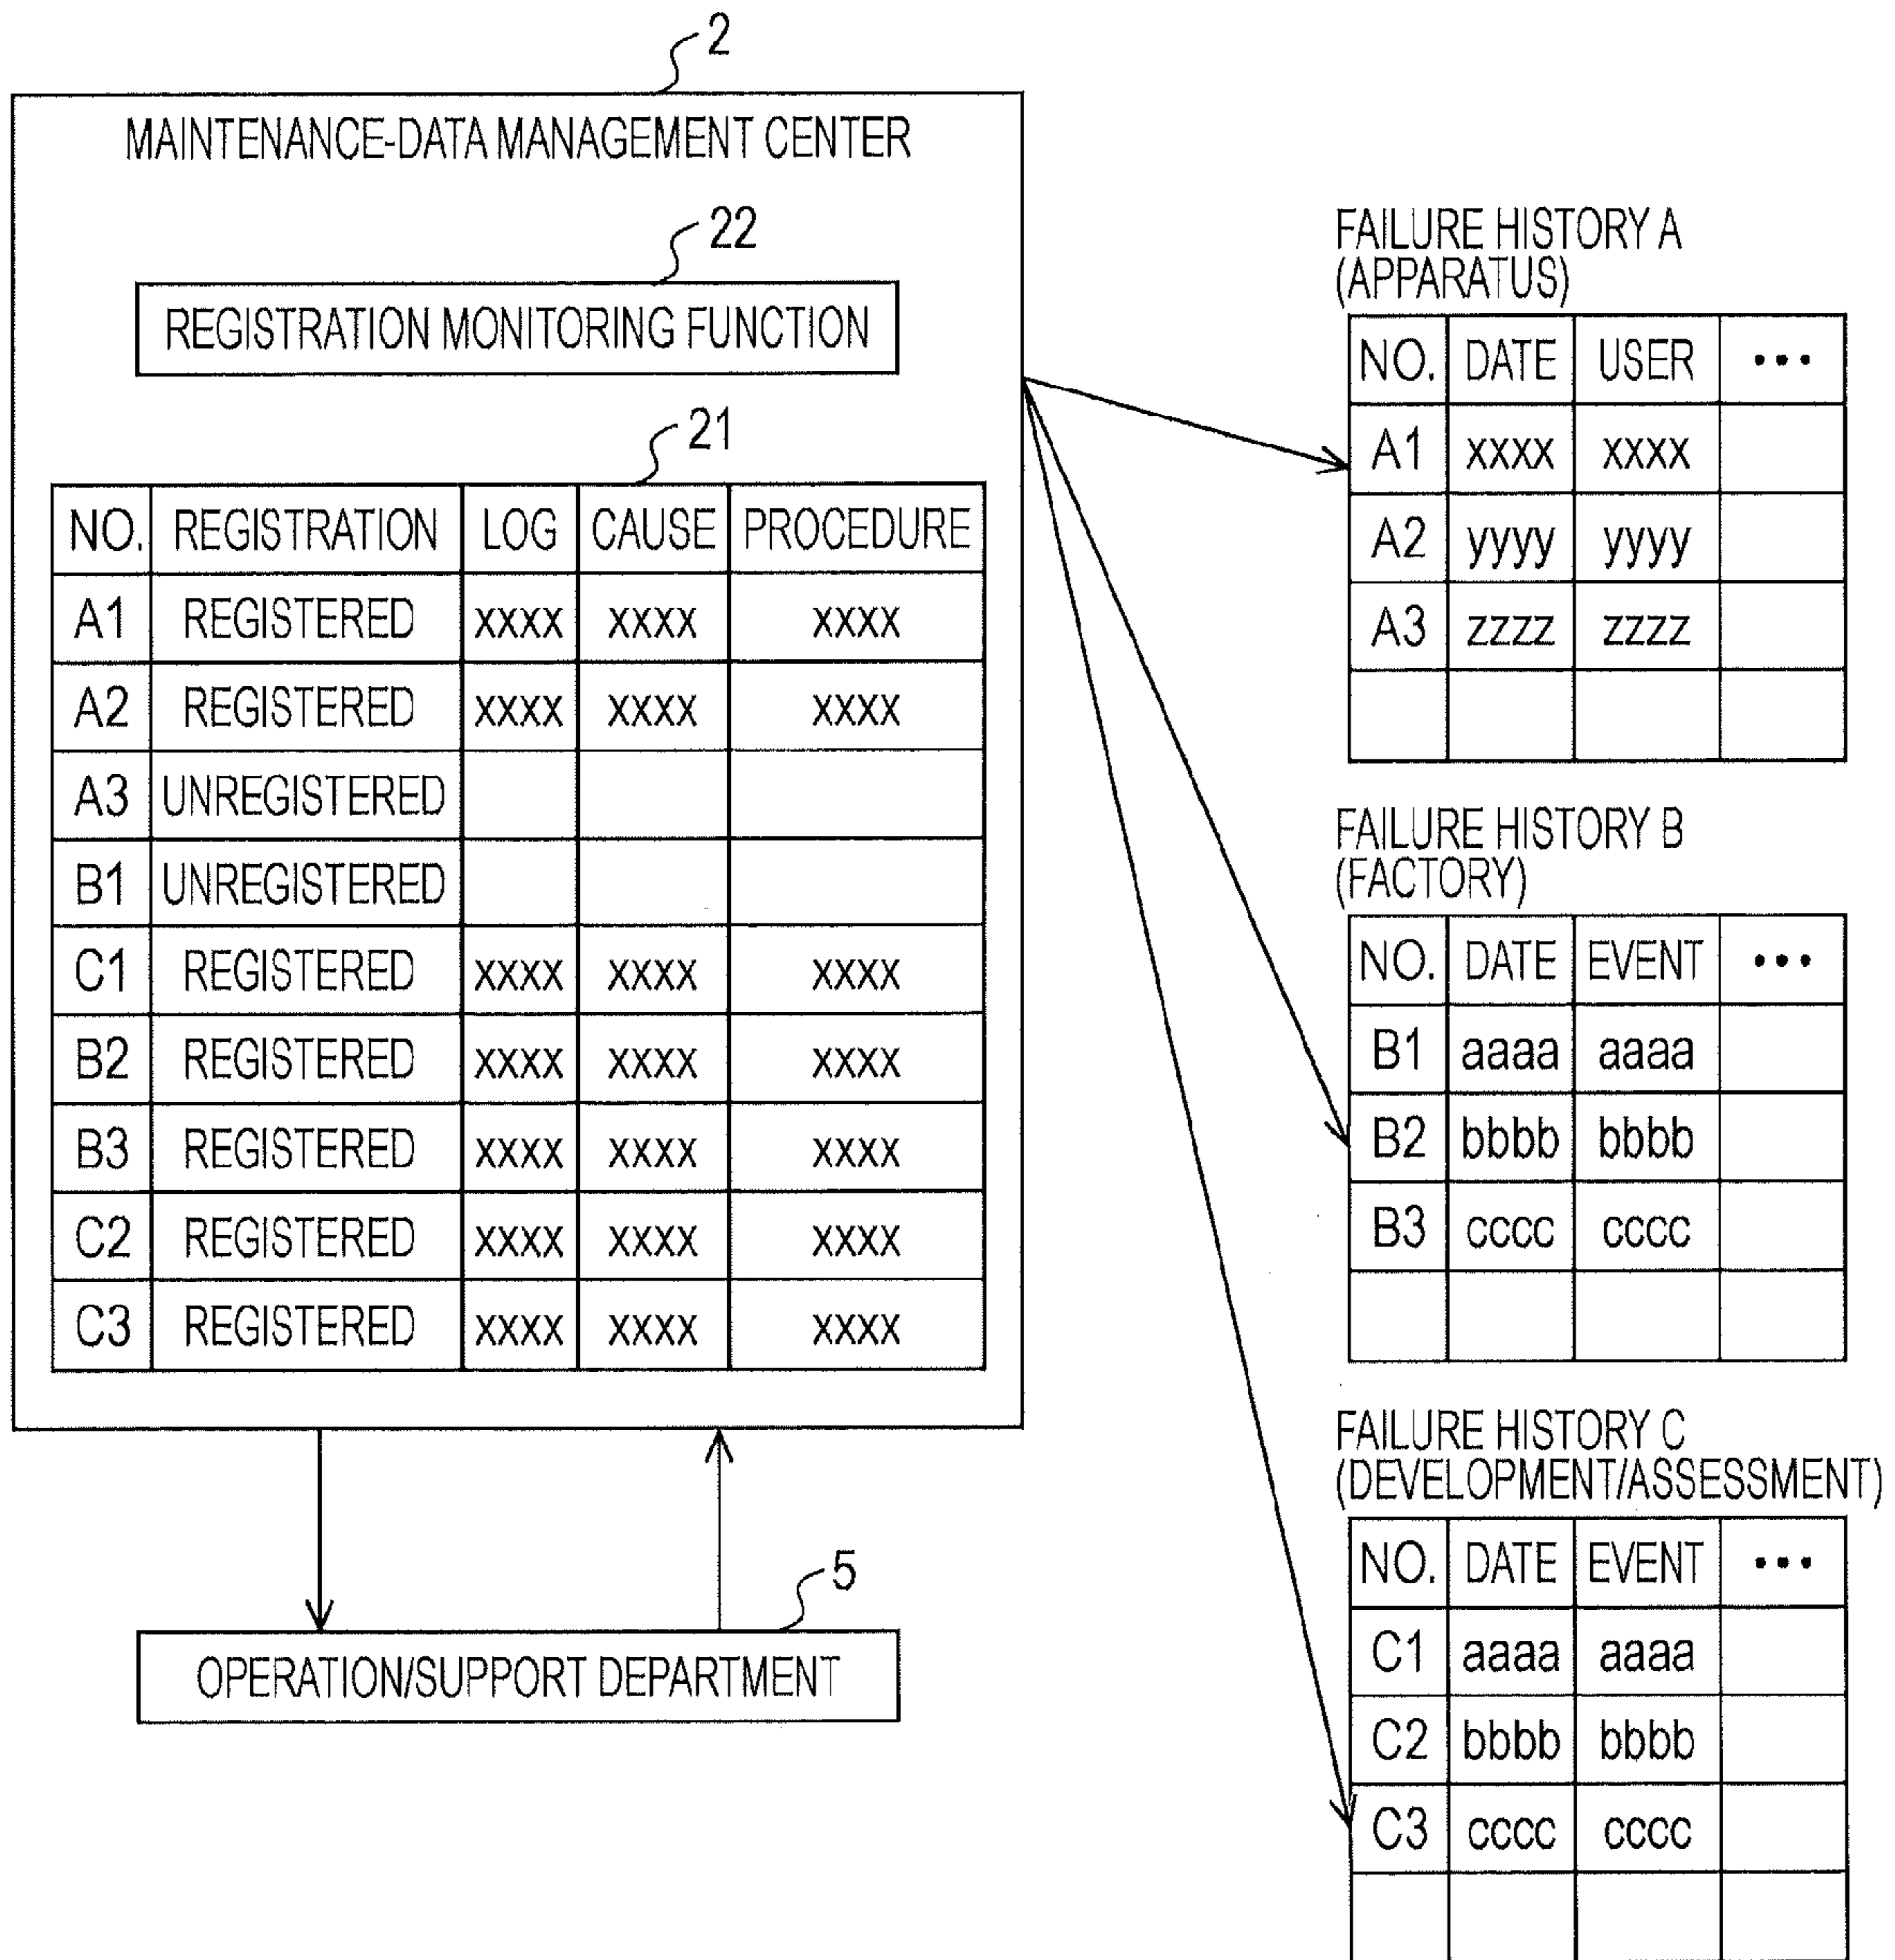 2
MAINTENANCE-DATA MANAGEMENT CENTER
22
REGISTRATION MONITORING FUNCTION
21
NO. REGISTRATION LOG CAUSE PROCEDURE
A1 REGISTERED xxxx xxxx xxxx
A2 REGISTERED xxxx xxxx xxxx
A3 UNREGISTERED
B1 UNREGISTERED
C1 REGISTERED xxxx xxxx xxxx
B2 REGISTERED xxxx xxxx xxxx
B3 REGISTERED xxxx xxxx xxxx
C2 REGISTERED xxxx xxxx xxxx
C3 REGISTERED xxxx xxxx xxxx
5
OPERATION/SUPPORT DEPARTMENT
FAILURE HISTORY A
(APPARATUS)
NO. DATE USER •••
A1 xxxx xxxx
A2 yyyy yyyy
A3 zzzz zzzz
FAILURE HISTORY B
(FACTORY)
NO. DATE EVENT •••
B1 aaaa aaaa
B2 bbbb bbbb
B3 cccc cccc
FAILURE HISTORY C
(DEVELOPMENT/ASSESSMENT)
NO. DATE EVENT •••
C1 aaaa aaaa
C2 bbbb bbbb
C3 cccc cccc